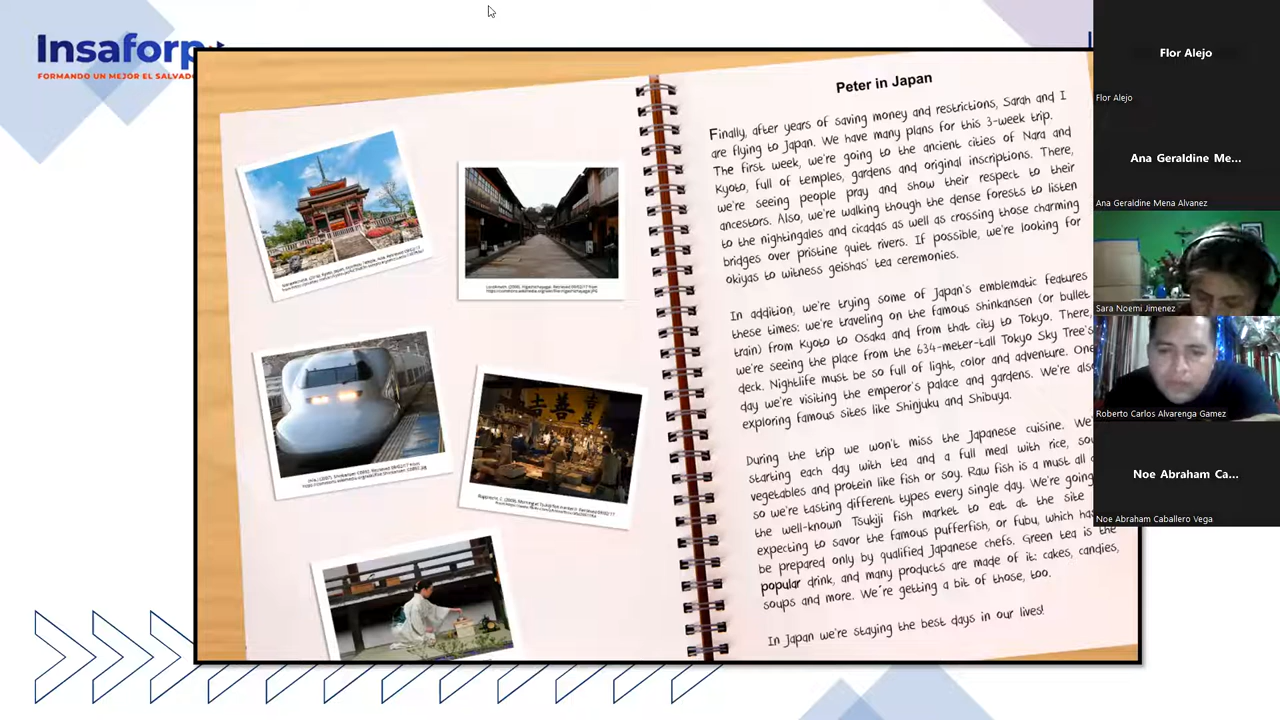 Insaforp
FORMANDO UN MEJOR EL SALVADO
Peter in Japan
Finally, after years of saving money and restrictions, Sarah and I
are flying to Japan. We have many plans for this 3-week trip.
The first week, we're going to the ancient cities of Nara and
Kyoto, full of temples, gardens and original inscriptions. There,
we're seeing people pray and show their respect to their
ancestors. Also, we're walking though the dense forests to listen
to the nightingales and cicadas as well as crossing those charming
bridges over pristine quiet rivers. If possible, we're looking for
okiyas to witness geishas' tea ceremonies.
In addition, we're trying some of Japan's emblematic features
these times: we're traveling on the famous shinkansen (or bullet
train) from Kyoto to Osaka and from that city to Tokyo. There,
we're seeing the place from the 634-meter-tall Tokyo Sky Tree's
deck. Nightlife must be so full of light, color and adventure. One
day we're visiting the emperor's palace and gardens. We're also
exploring famous sites like Shinjuku and Shibuya.
During the trip we won't miss the Japanese cuisine. We
starting each day with tea and a full meal with rice, sou
vegetables and protein like fish or soy. Raw fish is a must all
so we're tasting different types every single day. We're going
the well-known Tsukiji fish market to eat at the site
expecting to savor the famous pufferfish, or fubu, which has
be prepared only by qualified Japanese chefs. Green tea is the
popular drink, and many products are made of it: cakes, candies,
soups and more. We're getting a bit of those, too.
In Japan we're staying the best days in our lives!
吉善善吉
Flor Alejo
Flor Alejo
Ana Geraldine Me...
Ana Geraldine Mena Alvanez
Sara Noemi Jimenez
Roberto Carlos Alvarenga Gamez
Noe Abraham Ca...
Noe Abraham Caballero Vega